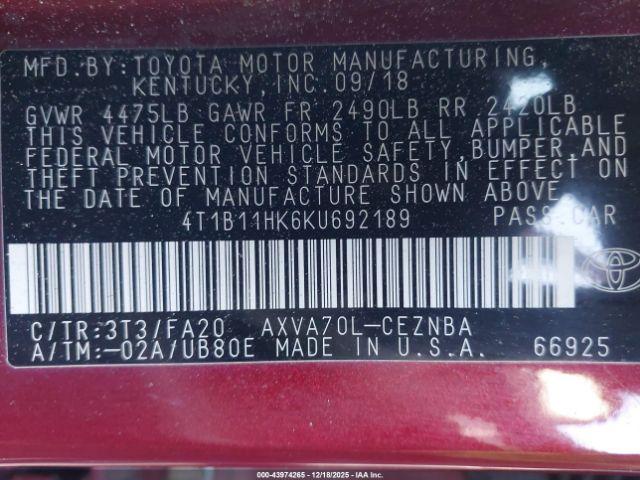 MFD.BY:TOYOTA MOTOR MANUFACTURING,
KENTUCKY,INC.09/18
GVWR 4475LB GAWR FR 2490LB RR 2420LB
THIS VEHICLE CONFORMS TO ALL APPLICABLE
FEDERAL MOTOR VEHICLE SAFETY,BUMPER,AND
THEFT PREVENTION STANDARDS IN EFFECT ON
THE DATE OF MANUFACTURE SHOWN ABOVE.
4T1B11HK6KU692189 PASS.CAR
C/TR:3T3/FA20 AXVA70L-CEZNBA
A/TM:-02A/UB80E MADE IN U.S.A. 66925
000-43974265 - 12/18/2025 - IAA Corp.